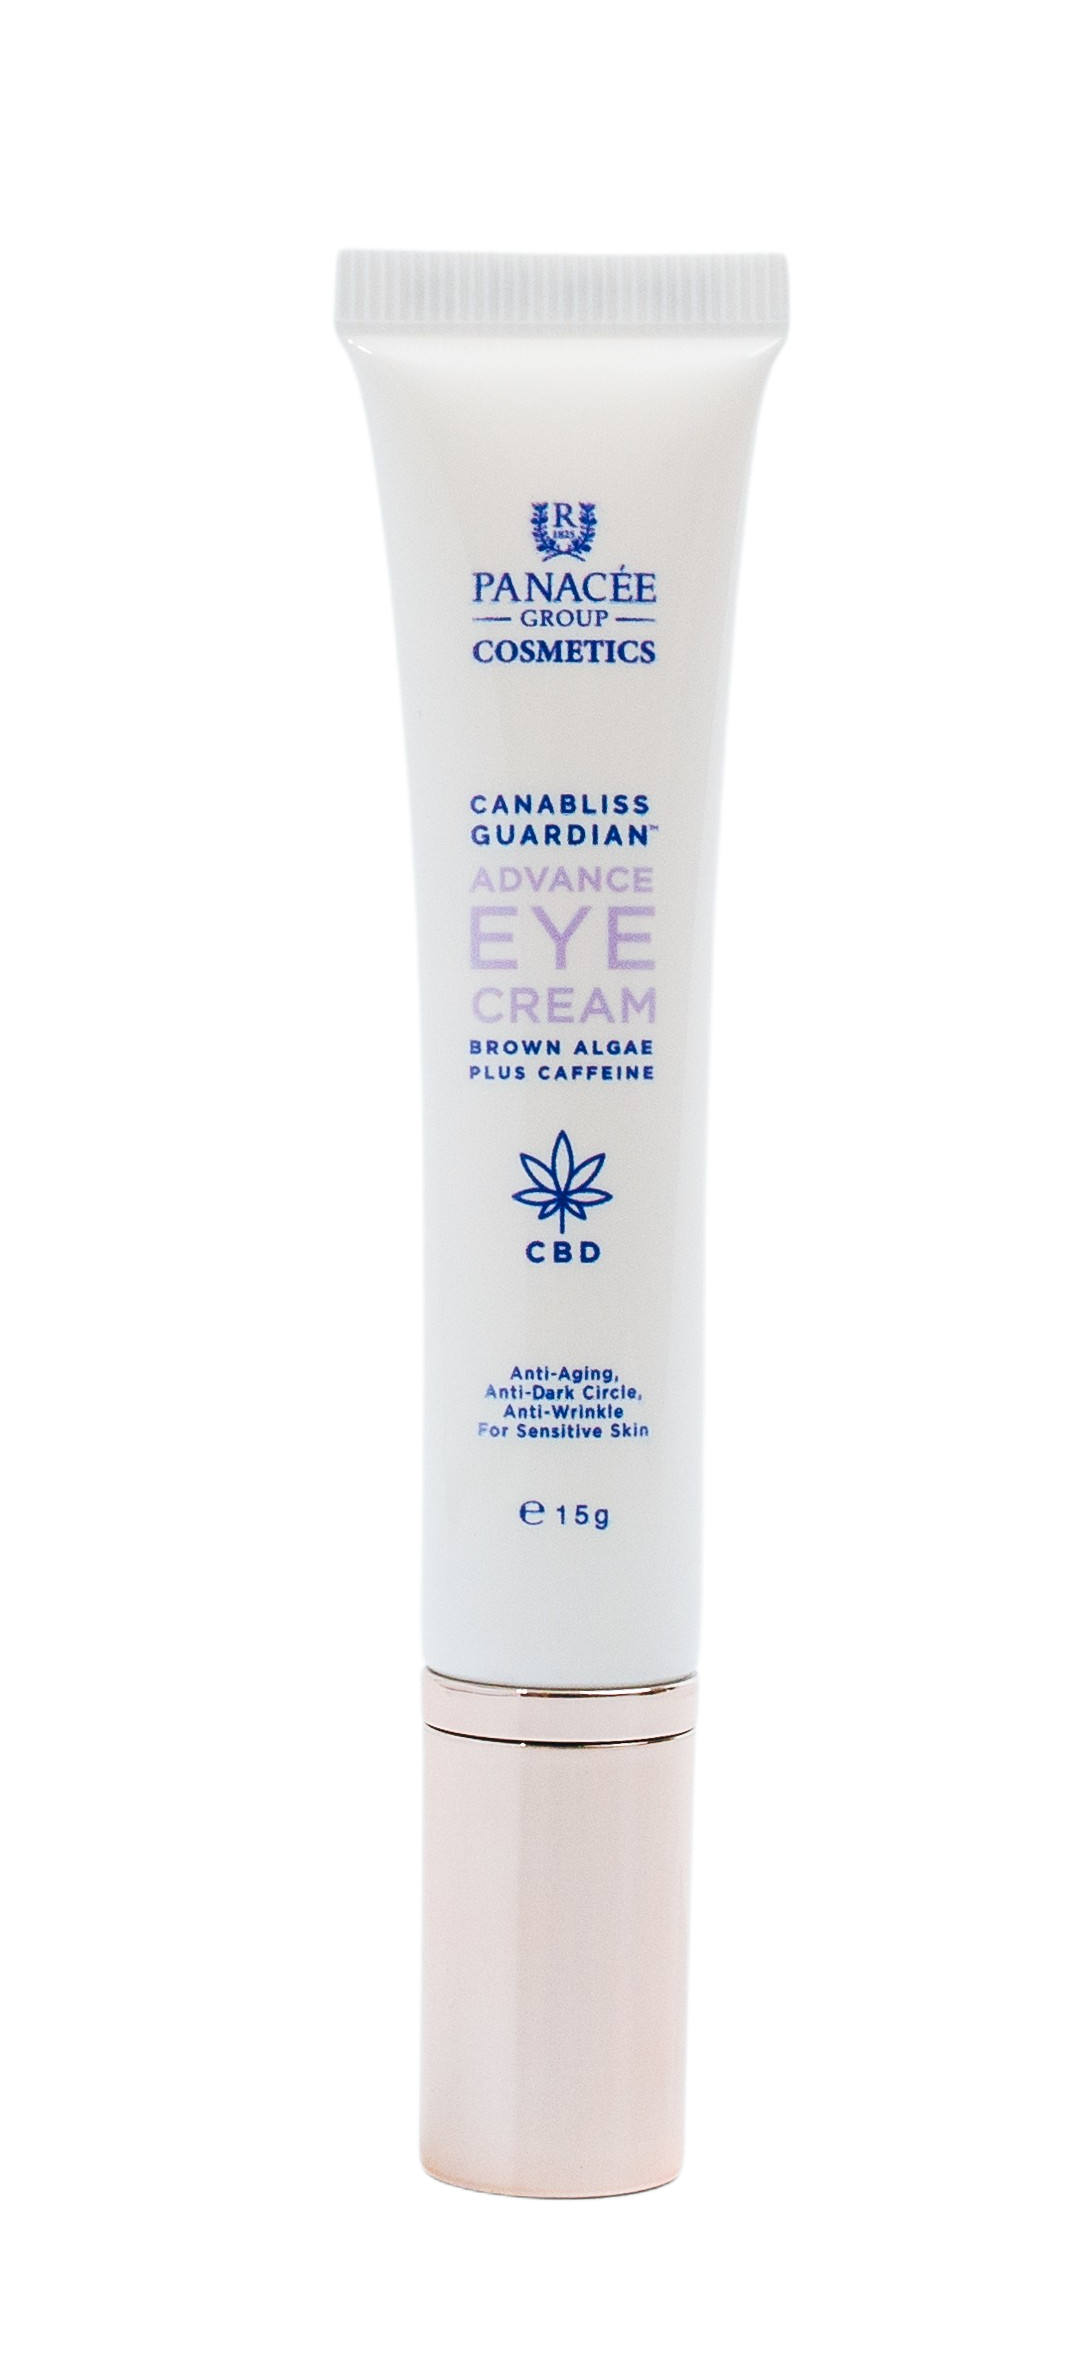 R
1825
PANACÉE
GROUP
COSMETICS
CANABLISS
GUARDIAN™
ADVANCE
EYE
CREAM
BROWN ALGAE
PLUS CAFFEINE
CBD
Anti-Aging,
Anti-Dark Circle,
Anti-Wrinkle
For Sensitive Skin
℮ 15g